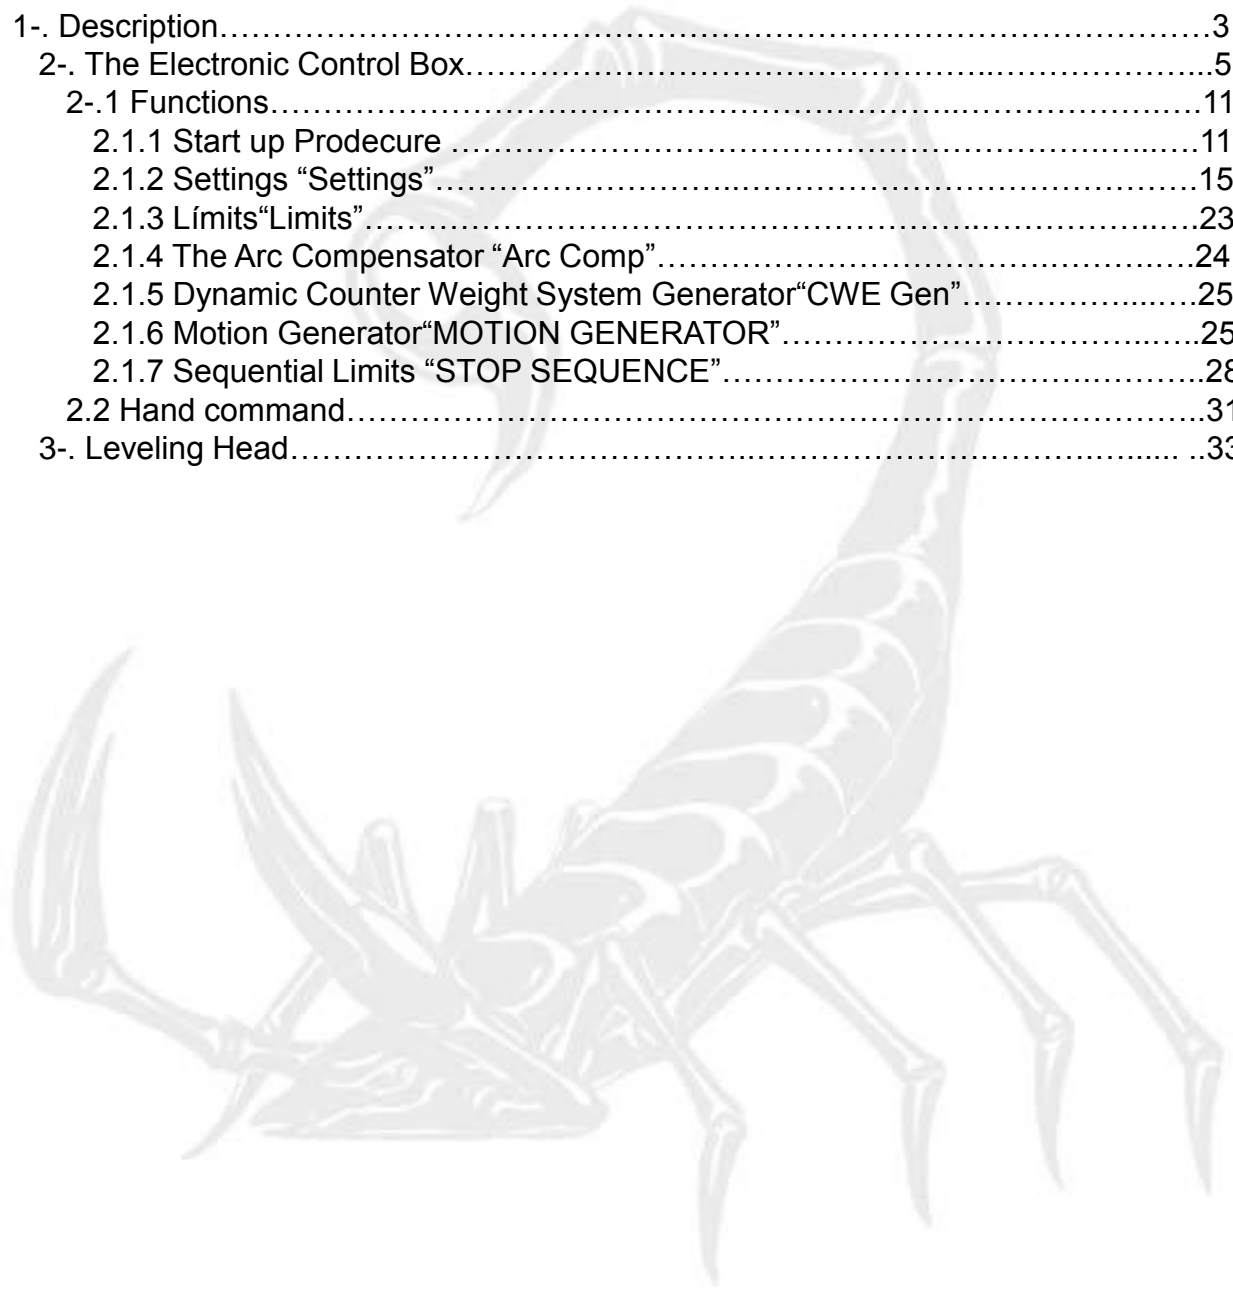 1-. Description……………………………………………………………………………………………3
2-. The Electronic Control Box……………………………………………..…………………...5
2-.1 Functions……………………………………………………………..……………………….11
2.1.1 Start up Prodecure …………………………………………………………………...…..11
2.1.2 Settings “Settings”………………………….…………………………………………….15
2.1.3 Límits“Limits”…………………………………………………………..………………...….23
2.1.4 The Arc Compensator “Arc Comp”………………………………………………….24
2.1.5 Dynamic Counter Weight System Generator“CWE Gen”………………...….25
2.1.6 Motion Generator“MOTION GENERATOR”……………………………………..…..25
2.1.7 Sequential Limits “STOP SEQUENCE”……………………………………………..28
2.2 Hand command………………………………………………………………………………..31
3-. Leveling Head………………….…………………………………………………….…...... ..33